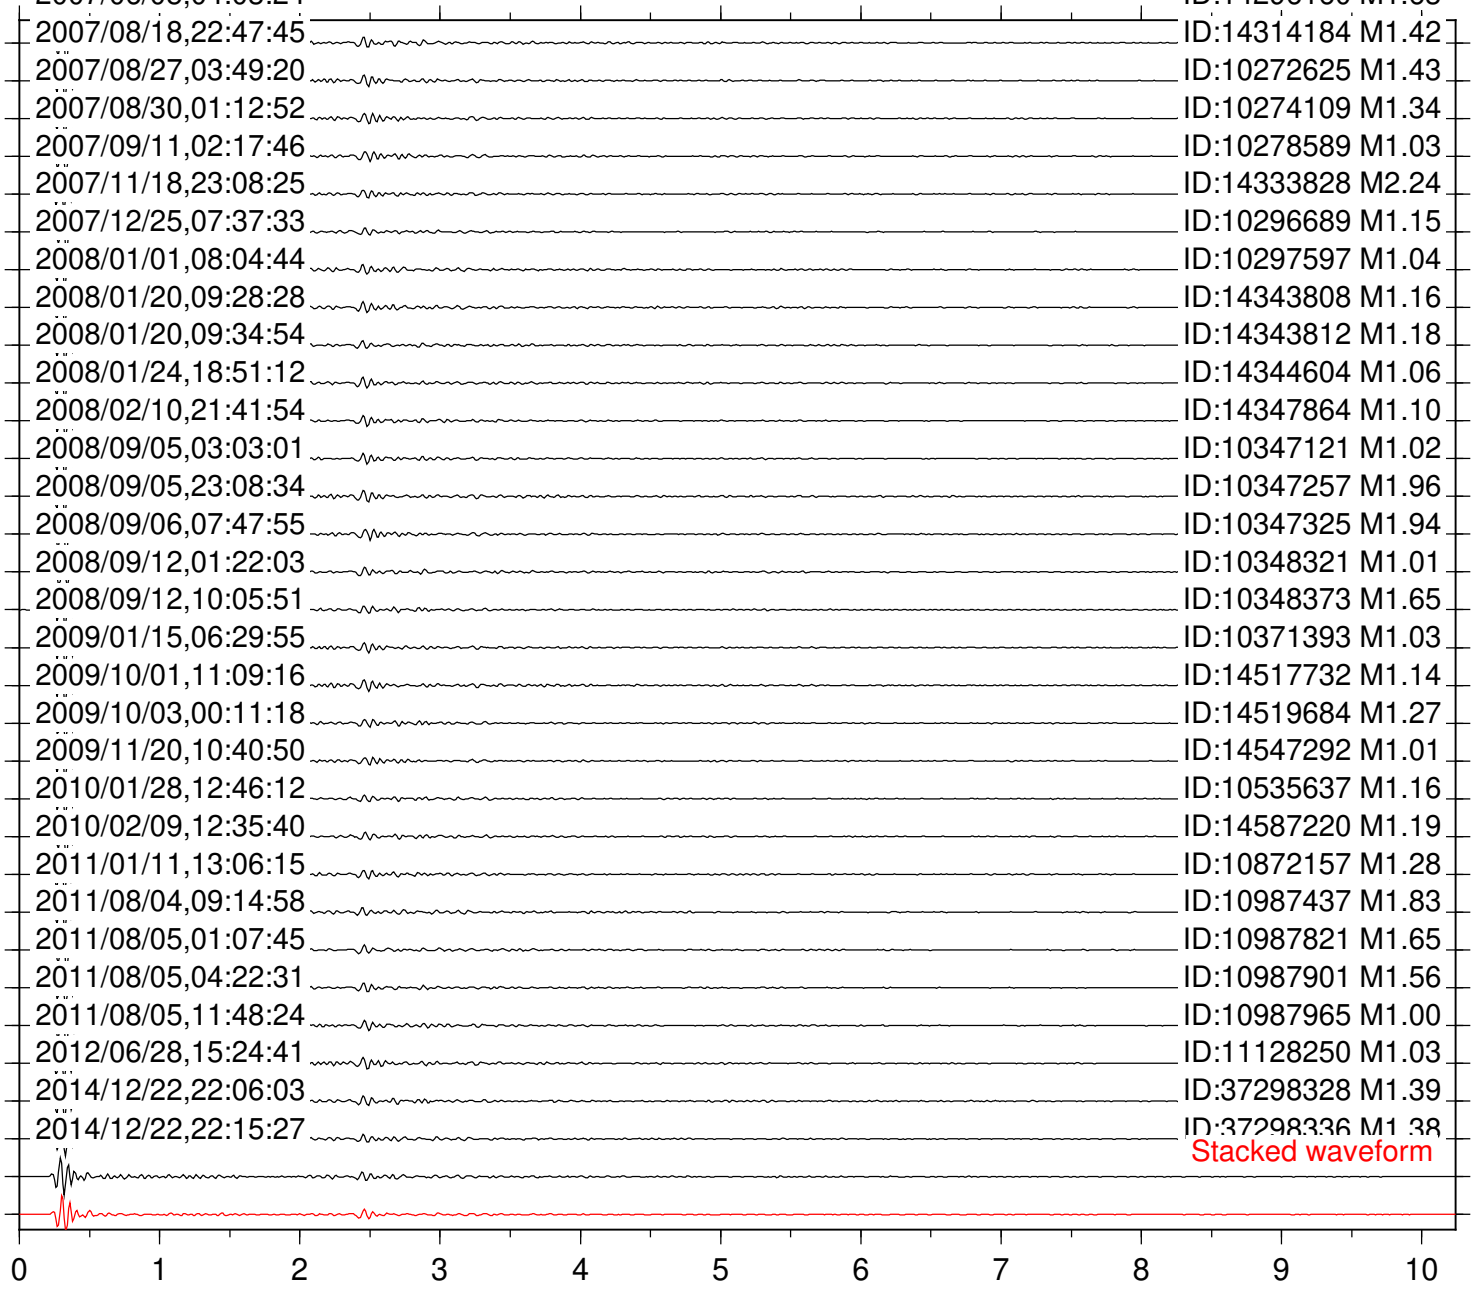 2007/08/18,22:47:45 ID:14314184 M1.42
2007/08/27,03:49:20 ID:10272625 M1.43
2007/08/30,01:12:52 ID:10274109 M1.34
2007/09/11,02:17:46 ID:10278589 M1.03
2007/11/18,23:08:25 ID:14333828 M2.24
2007/12/25,07:37:33 ID:10296689 M1.15
2008/01/01,08:04:44 ID:10297597 M1.04
2008/01/20,09:28:28 ID:14343808 M1.16
2008/01/20,09:34:54 ID:14343812 M1.18
2008/01/24,18:51:12 ID:14344604 M1.06
2008/02/10,21:41:54 ID:14347864 M1.10
2008/09/05,03:03:01 ID:10347121 M1.02
2008/09/05,23:08:34 ID:10347257 M1.96
2008/09/06,07:47:55 ID:10347325 M1.94
2008/09/12,01:22:03 ID:10348321 M1.01
2008/09/12,10:05:51 ID:10348373 M1.65
2009/01/15,06:29:55 ID:10371393 M1.03
2009/10/01,11:09:16 ID:14517732 M1.14
2009/10/03,00:11:18 ID:14519684 M1.27
2009/11/20,10:40:50 ID:14547292 M1.01
2010/01/28,12:46:12 ID:10535637 M1.16
2010/02/09,12:35:40 ID:14587220 M1.19
2011/01/11,13:06:15 ID:10872157 M1.28
2011/08/04,09:14:58 ID:10987437 M1.83
2011/08/05,01:07:45 ID:10987821 M1.65
2011/08/05,04:22:31 ID:10987901 M1.56
2011/08/05,11:48:24 ID:10987965 M1.00
2012/06/28,15:24:41 ID:11128250 M1.03
2014/12/22,22:06:03 ID:37298328 M1.39
2014/12/22,22:15:27 ID:37298336 M1.38
Stacked waveform
0 1 2 3 4 5 6 7 8 9 10